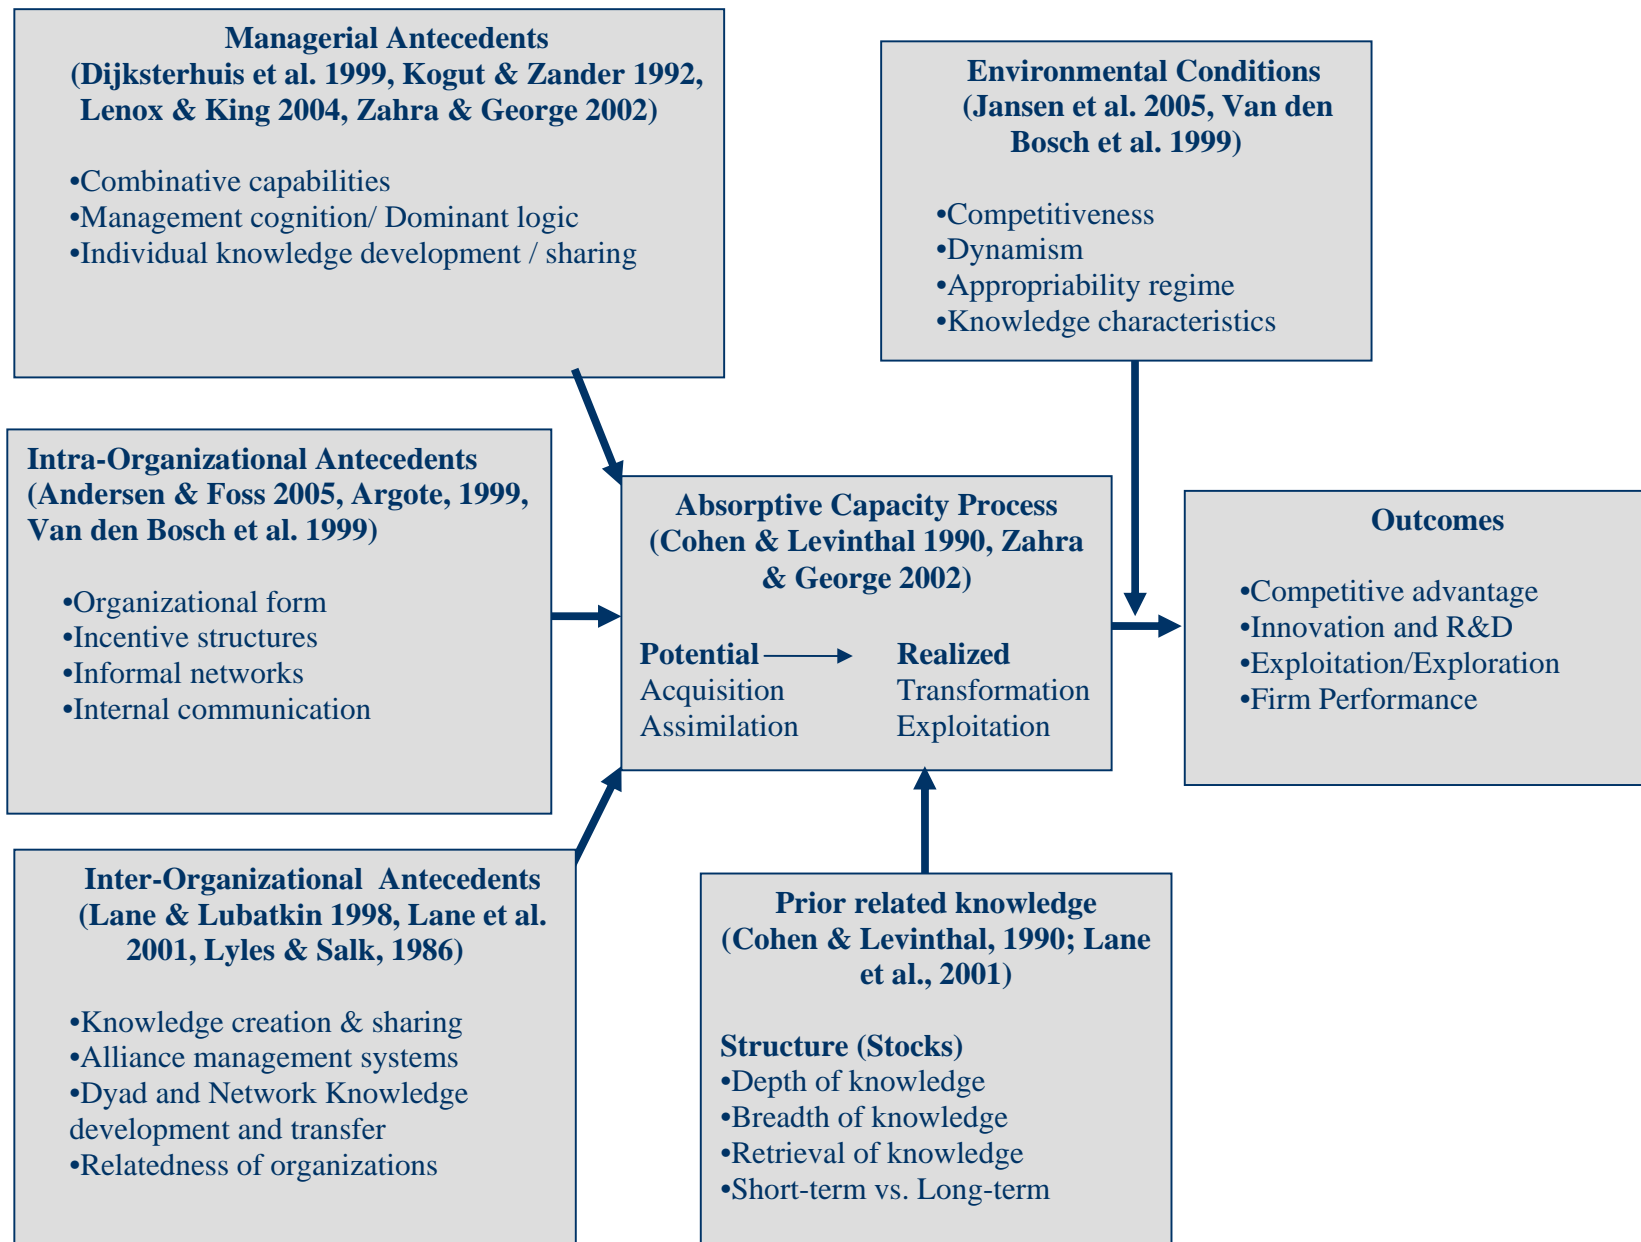 Managerial Antecedents
(Dijksterhuis et al. 1999, Kogut & Zander 1992,
Lenox & King 2004, Zahra & George 2002)
•Combinative capabilities
•Management cognition/ Dominant logic
•Individual knowledge development / sharing
Environmental Conditions
(Jansen et al. 2005, Van den
Bosch et al. 1999)
•Competitiveness
•Dynamism
•Appropriability regime
•Knowledge characteristics
Intra-Organizational Antecedents
(Andersen & Foss 2005, Argote, 1999,
Van den Bosch et al. 1999)
•Organizational form
•Incentive structures
•Informal networks
•Internal communication
Absorptive Capacity Process
(Cohen & Levinthal 1990, Zahra
& George 2002)
Potential Realized
Acquisition Transformation
Assimilation Exploitation
Outcomes
•Competitive advantage
•Innovation and R&D
•Exploitation/Exploration
•Firm Performance
Inter-Organizational Antecedents
(Lane & Lubatkin 1998, Lane et al.
2001, Lyles & Salk, 1986)
•Knowledge creation & sharing
•Alliance management systems
•Dyad and Network Knowledge
development and transfer
•Relatedness of organizations
Prior related knowledge
(Cohen & Levinthal, 1990; Lane
et al., 2001)
Structure (Stocks)
•Depth of knowledge
•Breadth of knowledge
•Retrieval of knowledge
•Short-term vs. Long-term